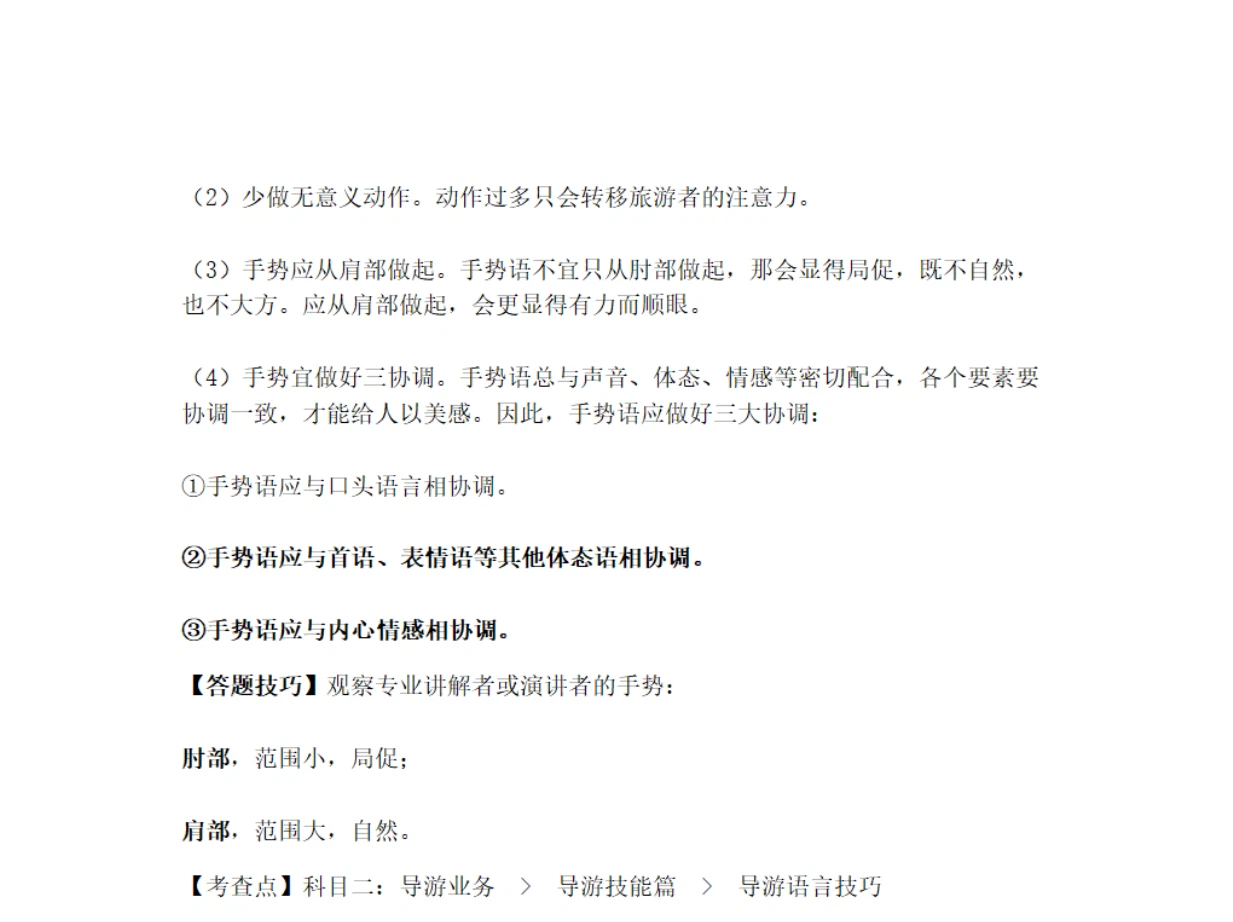 （2）少做无意义动作。动作过多只会转移旅游者的注意力。
（3）手势应从肩部做起。手势语不宜只从肘部做起，那会显得局促，既不自然，
也不大方。应从肩部做起，会更显得有力而顺眼。
（4）手势宜做好三协调。手势语总与声音、体态、情感等密切配合，各个要素要
协调一致，才能给人以美感。因此，手势语应做好三大协调：
①手势语应与口头语言相协调。
②手势语应与首语、表情语等其他体态语相协调。
③手势语应与内心情感相协调。
【答题技巧】观察专业讲解者或演讲者的手势：
肘部，范围小，局促；
肩部，范围大，自然。
【考查点】科目二：导游业务 > 导游技能篇 > 导游语言技巧